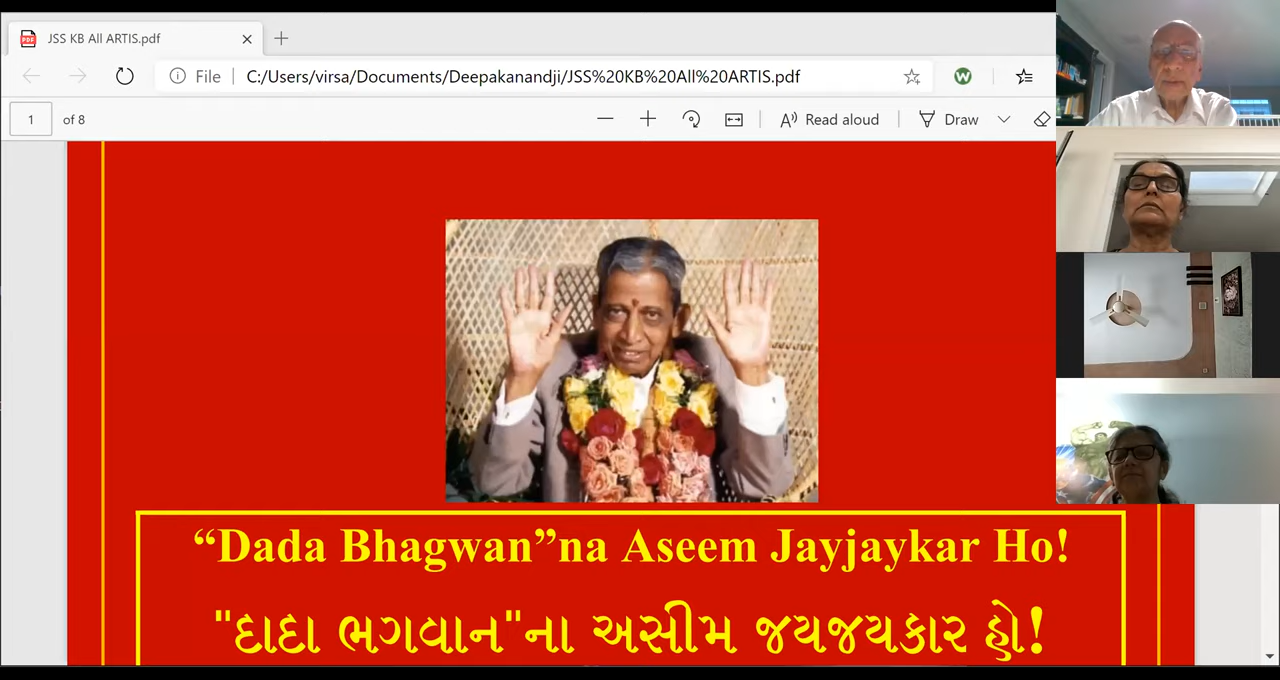 JSS KB All ARTIS.pdf
File C:/Users/virsa/Documents/Deepakanandji/JSS%20KB%20All%20ARTIS.pdf
1 of 8 Read aloud Draw
“Dada Bhagwan”na Aseem Jayjaykar Ho!
"દાદા ભગવાન"ના અસીમ જયજયકાર હો!